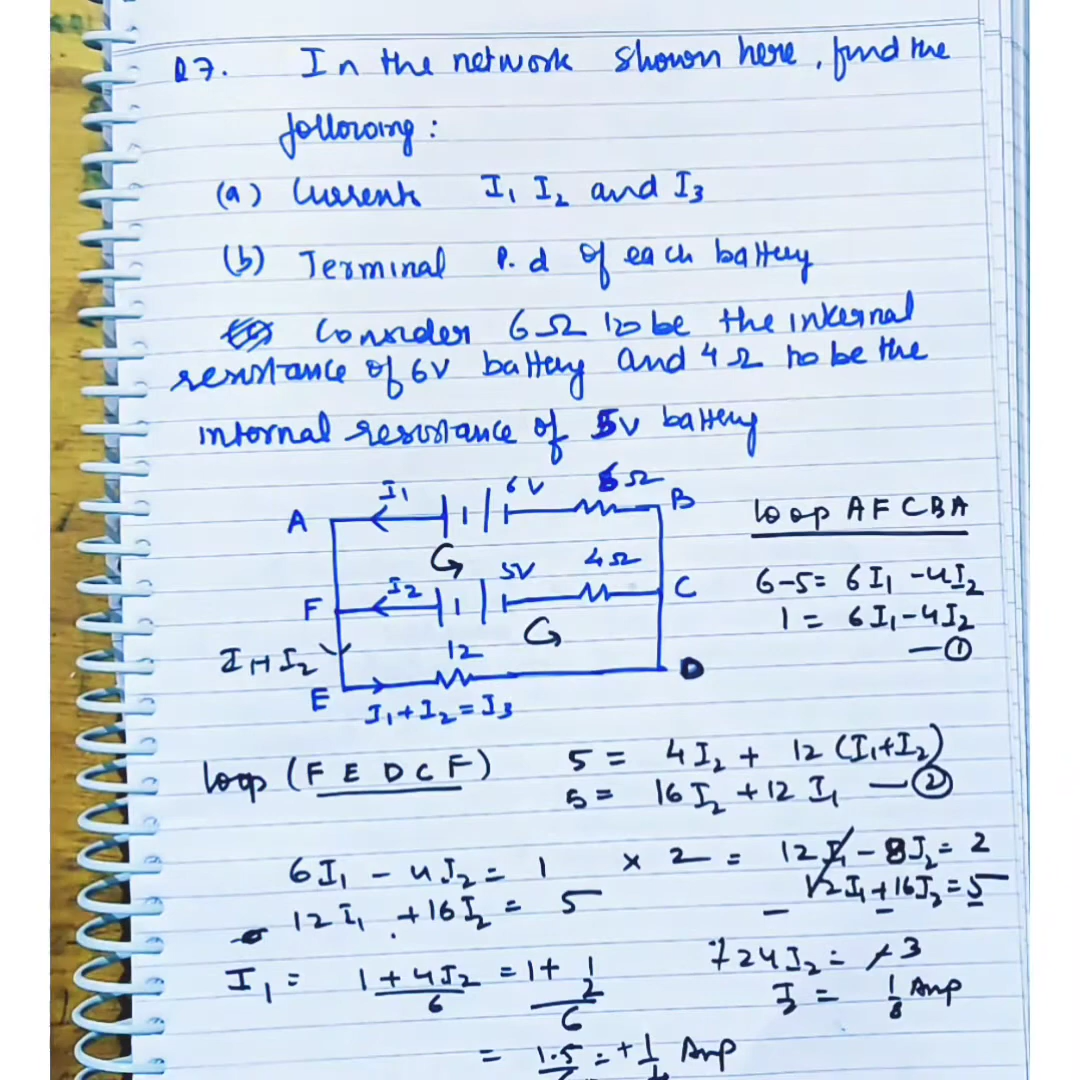 Q7. In the network shown here, find the
following:
(a) Current I₁ I₂ and I₃
(b) Terminal P.d of each battery
Consider 6Ω to be the internal
resistance of 6V battery and 4Ω to be the
internal resistance of 5V battery
I₁ 6V 6Ω
A B
loop AFCBA
I₂ 5V 4Ω
F C
6-5= 6I₁ -4I₂
1 = 6I₁-4I₂
—①
I₁+I₂ 12
E D
I₁+I₂=I₃
loop (F E D C F) 5 = 4I₂ + 12 (I₁+I₂)
5 = 16I₂ +12 I₁ —②
6I₁ - 4I₂ = 1 × 2 = 12I₁ - 8I₂= 2
12I₁ +16I₂ = 5 12I₁+16I₂=5
- - -
I₁ = 1+4I₂/6 = 1+ 1/2/6 +24I₂= +3
I = 1/8 Amp
= 1.5/6 = +1/4 Amp